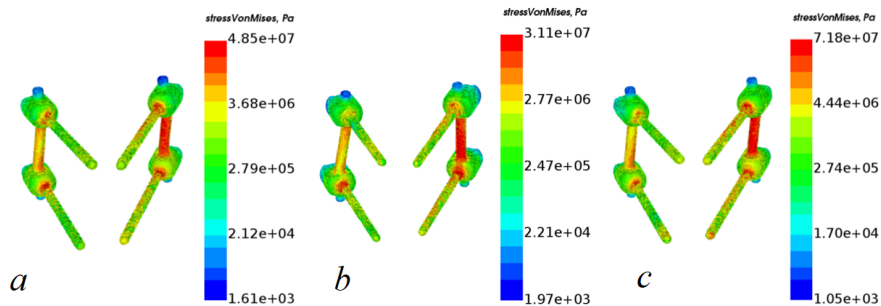 stressVonMises, Pa
4.85e+07
3.68e+06
2.79e+05
2.12e+04
1.61e+03
a
stressVonMises, Pa
3.11e+07
2.77e+06
2.47e+05
2.21e+04
1.97e+03
b
stressVonMises, Pa
7.18e+07
4.44e+06
2.74e+05
1.70e+04
1.05e+03
c